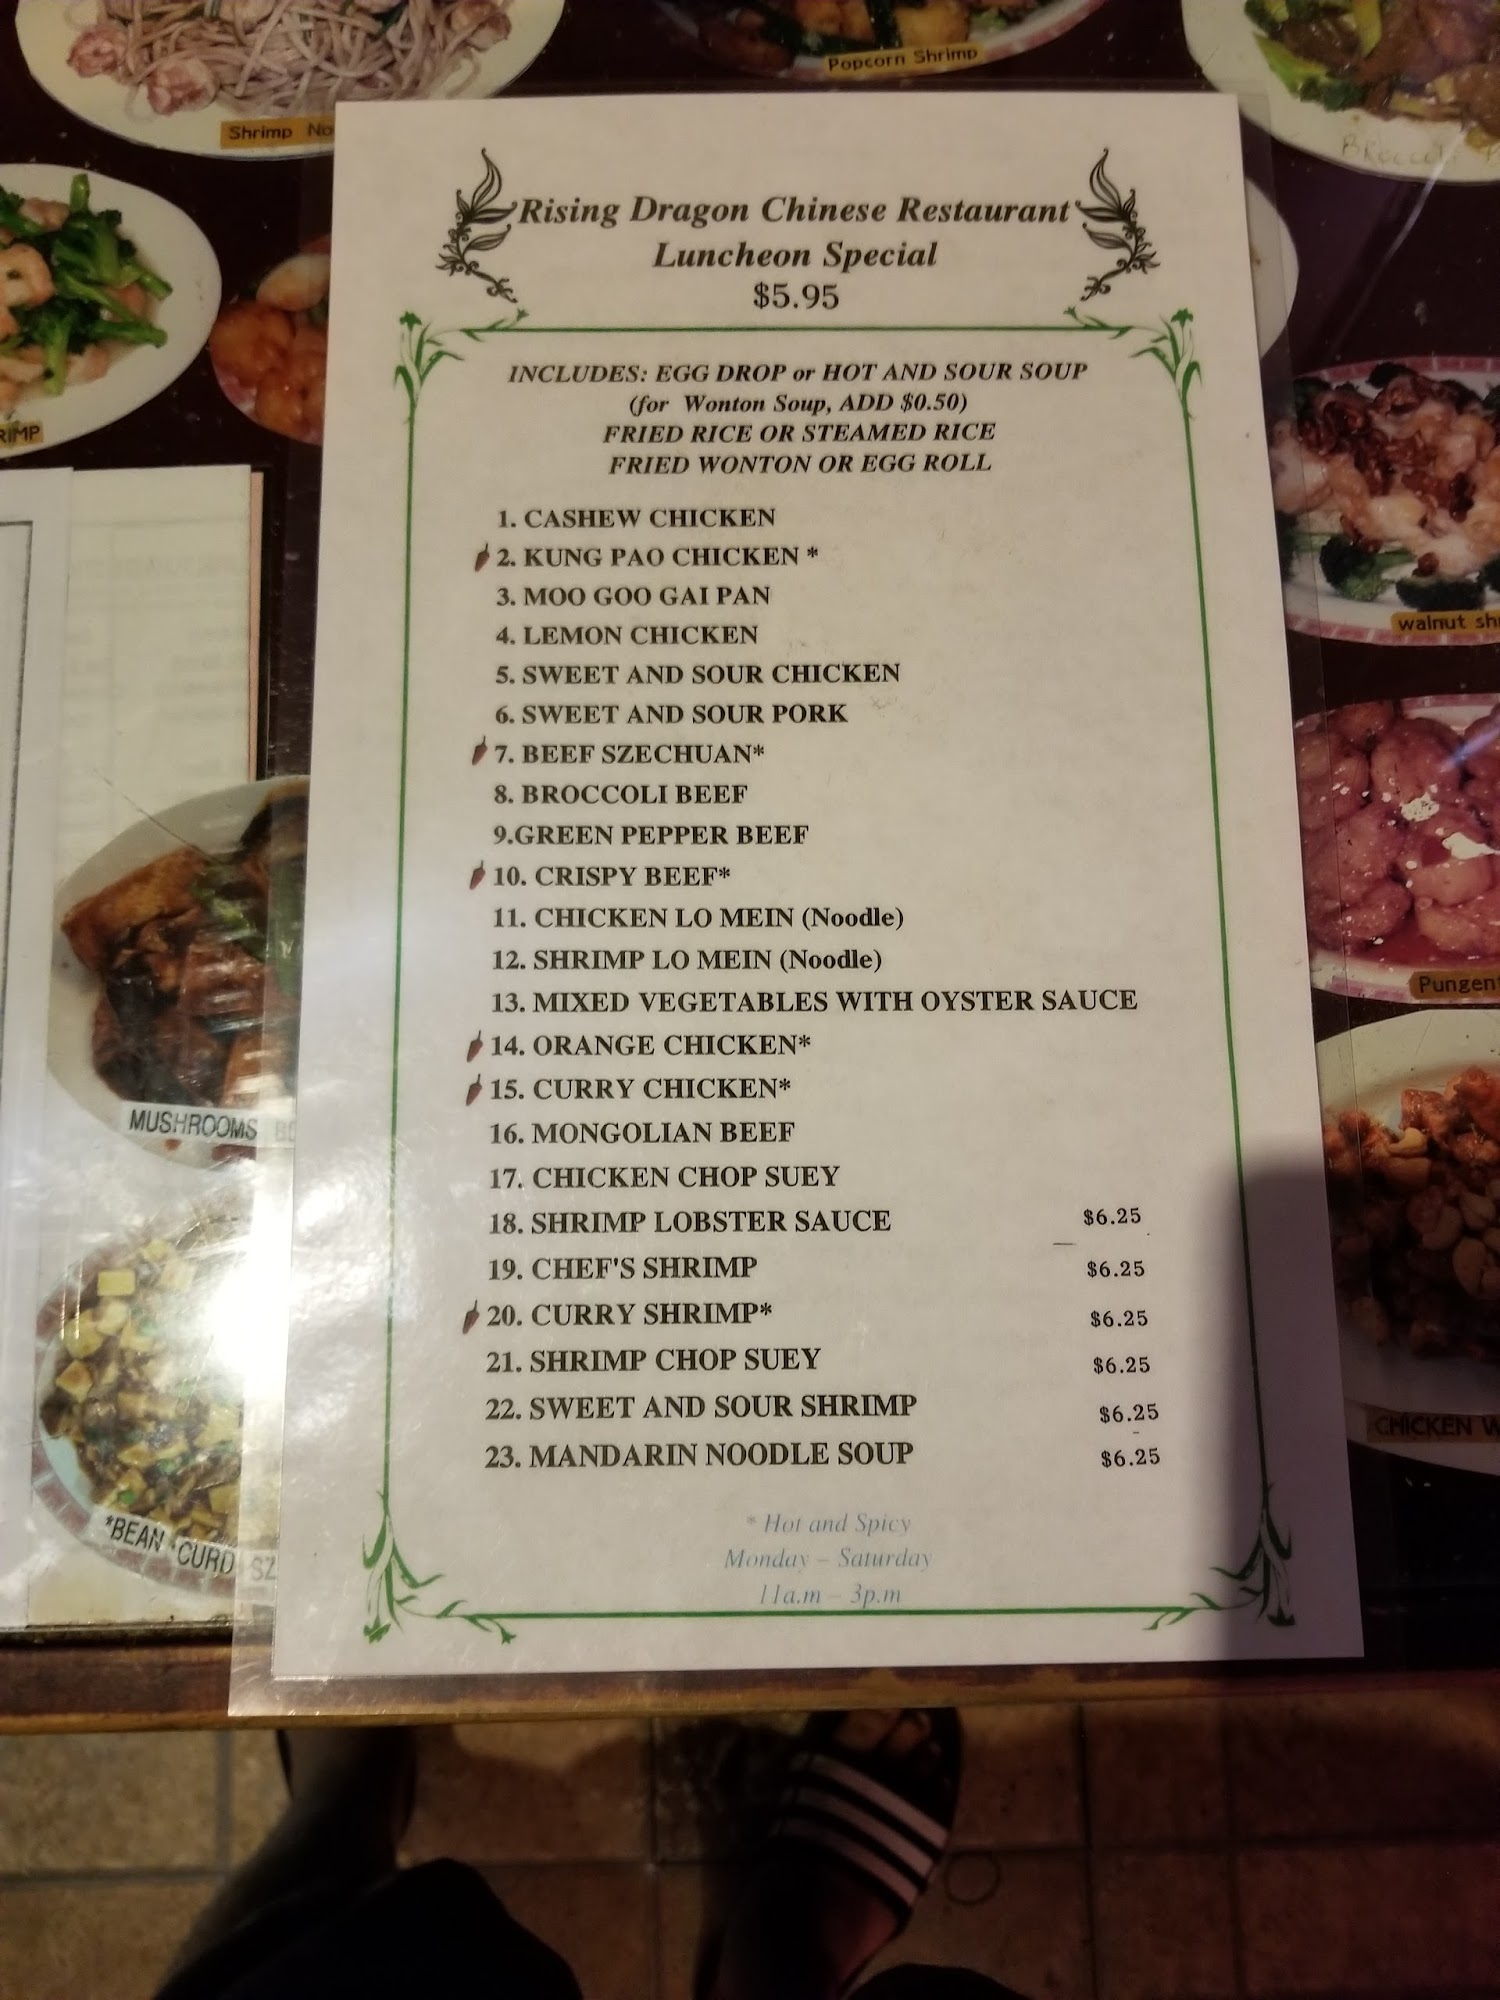 Popcorn Shrimp
Shrimp No
BROCCOLI
RIMP
walnut sh
Pungen
MUSHROOMS
*BEAN CURD SZ
CHICKEN W
Rising Dragon Chinese Restaurant
Luncheon Special
$5.95
INCLUDES: EGG DROP or HOT AND SOUR SOUP
(for Wonton Soup, ADD $0.50)
FRIED RICE OR STEAMED RICE
FRIED WONTON OR EGG ROLL
1. CASHEW CHICKEN
2. KUNG PAO CHICKEN *
3. MOO GOO GAI PAN
4. LEMON CHICKEN
5. SWEET AND SOUR CHICKEN
6. SWEET AND SOUR PORK
7. BEEF SZECHUAN*
8. BROCCOLI BEEF
9.GREEN PEPPER BEEF
10. CRISPY BEEF*
11. CHICKEN LO MEIN (Noodle)
12. SHRIMP LO MEIN (Noodle)
13. MIXED VEGETABLES WITH OYSTER SAUCE
14. ORANGE CHICKEN*
15. CURRY CHICKEN*
16. MONGOLIAN BEEF
17. CHICKEN CHOP SUEY
18. SHRIMP LOBSTER SAUCE $6.25
19. CHEF'S SHRIMP $6.25
20. CURRY SHRIMP* $6.25
21. SHRIMP CHOP SUEY $6.25
22. SWEET AND SOUR SHRIMP $6.25
23. MANDARIN NOODLE SOUP $6.25
* Hot and Spicy
Monday – Saturday
11a.m – 3p.m